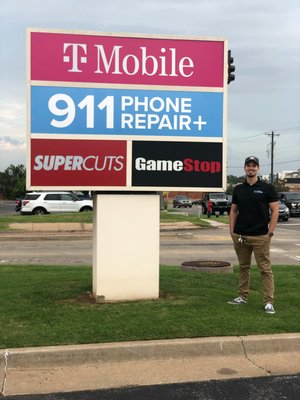 T Mobile
911 PHONE
REPAIR+
SUPERCUTS
GameStop